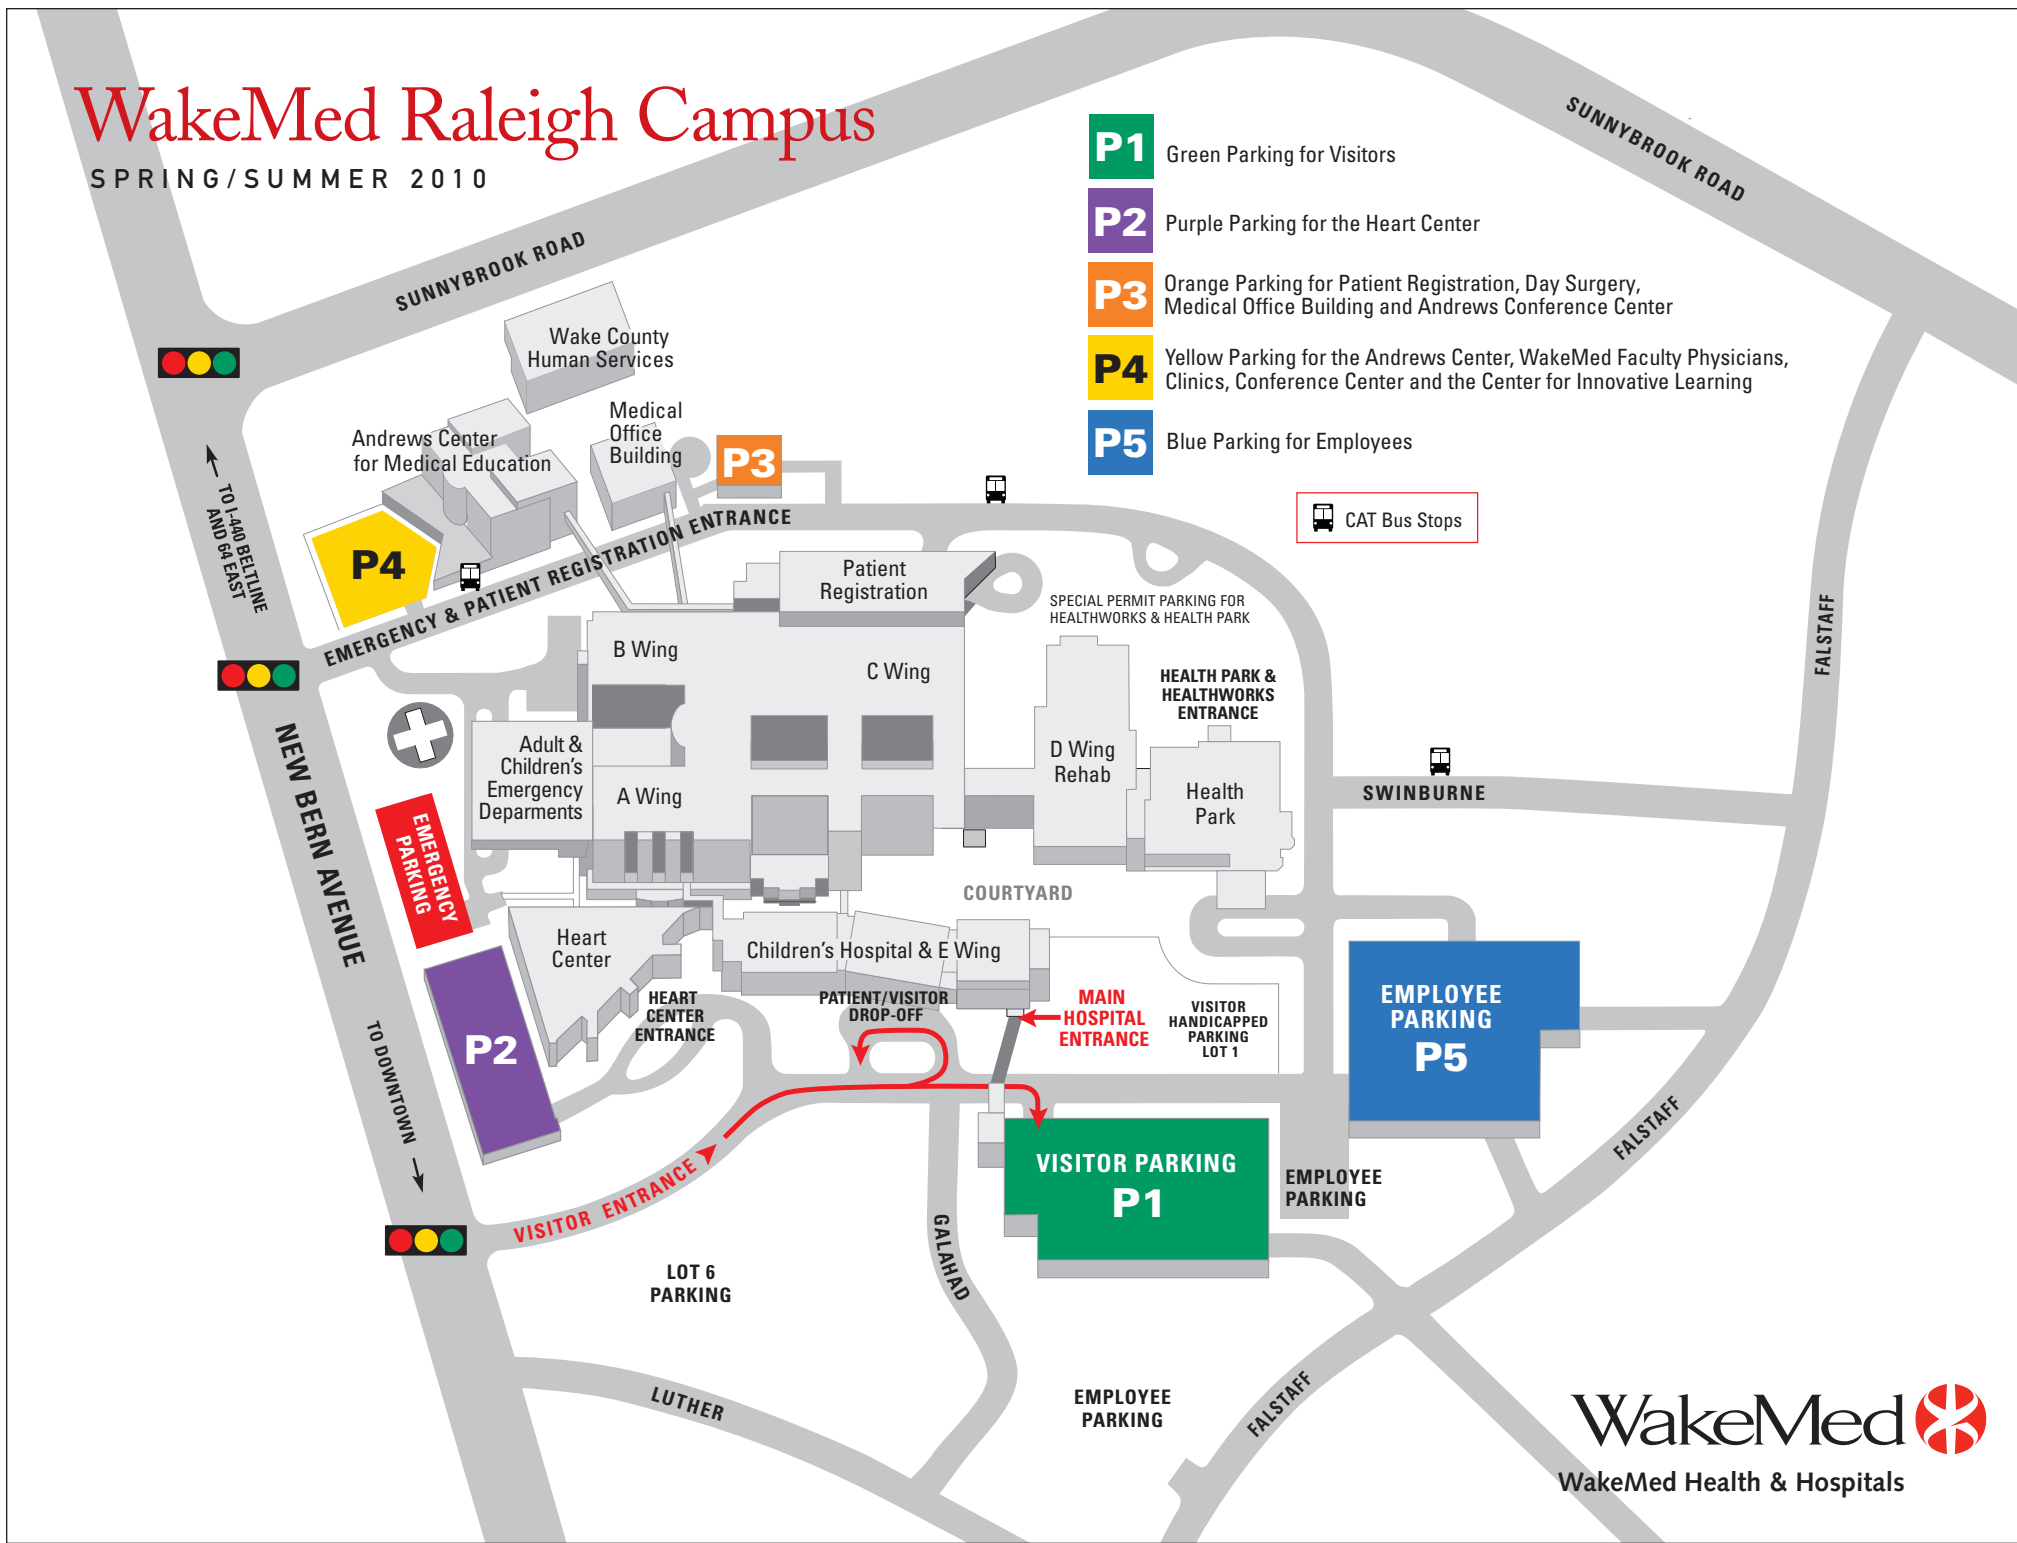 WakeMed Raleigh Campus
SPRING/SUMMER 2010
P1
Green Parking for Visitors
P2
Purple Parking for the Heart Center
P3
Orange Parking for Patient Registration, Day Surgery,
Medical Office Building and Andrews Conference Center
P4
Yellow Parking for the Andrews Center, WakeMed Faculty Physicians,
Clinics, Conference Center and the Center for Innovative Learning
P5
Blue Parking for Employees
CAT Bus Stops
SUNNYBROOK ROAD
SUNNYBROOK ROAD
Wake County
Human Services
Medical
Office
Building
Andrews Center
for Medical Education
P3
P4
TO I-440 BELTLINE
AND 64 EAST
EMERGENCY & PATIENT REGISTRATION ENTRANCE
Patient
Registration
SPECIAL PERMIT PARKING FOR
HEALTHWORKS & HEALTH PARK
FALSTAFF
B Wing
C Wing
HEALTH PARK &
HEALTHWORKS
ENTRANCE
NEW BERN AVENUE
Adult &
Children's
Emergency
Deparments
A Wing
D Wing
Rehab
Health
Park
SWINBURNE
EMERGENCY
PARKING
COURTYARD
Heart
Center
Children's Hospital & E Wing
HEART
CENTER
ENTRANCE
PATIENT/VISITOR
DROP-OFF
MAIN
HOSPITAL
ENTRANCE
VISITOR
HANDICAPPED
PARKING
LOT 1
EMPLOYEE
PARKING
P5
P2
TO DOWNTOWN
VISITOR ENTRANCE
VISITOR PARKING
P1
EMPLOYEE
PARKING
FALSTAFF
GALAHAD
LOT 6
PARKING
LUTHER
EMPLOYEE
PARKING
FALSTAFF
WakeMed
WakeMed Health & Hospitals